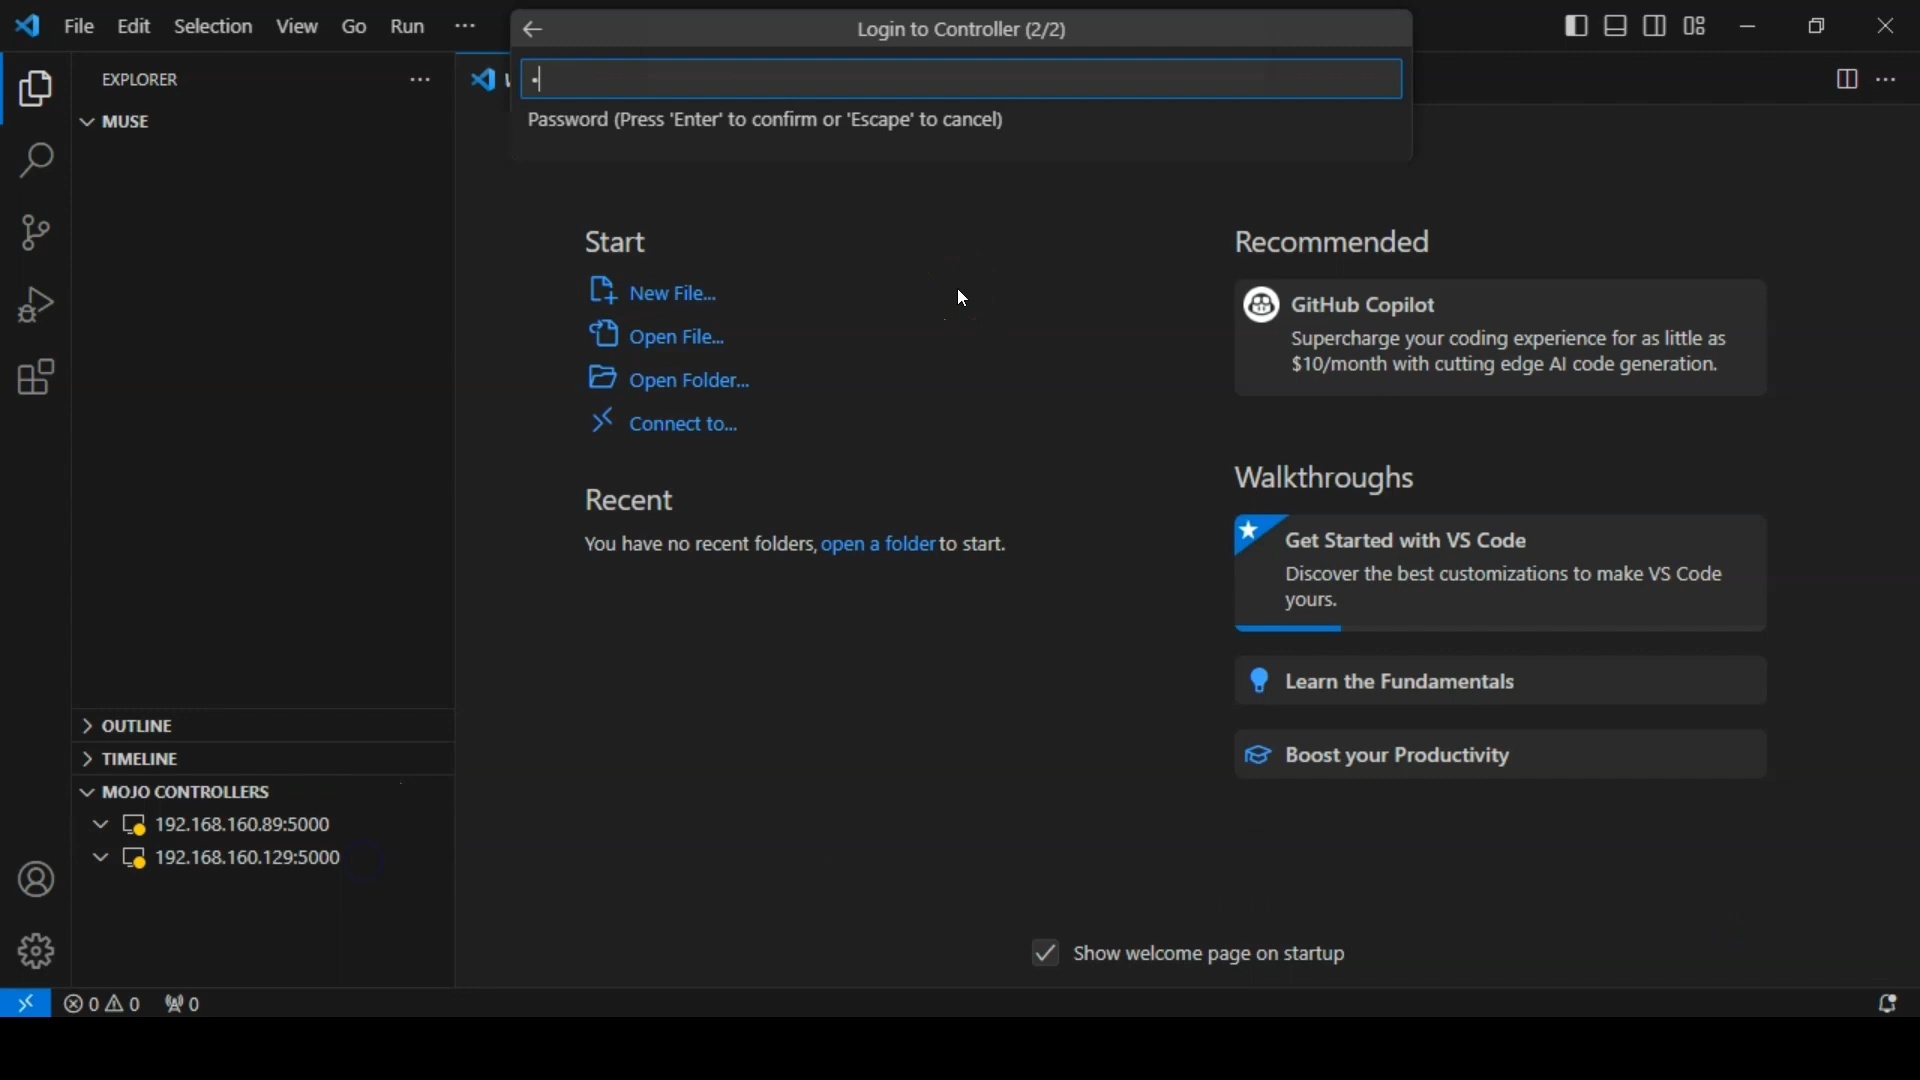 File Edit Selection View Go Run ···
Login to Controller (2/2)
Password (Press 'Enter' to confirm or 'Escape' to cancel)
EXPLORER
MUSE
Start
New File...
Open File...
Open Folder...
Connect to...
Recent
You have no recent folders, open a folder to start.
Recommended
GitHub Copilot
Supercharge your coding experience for as little as
$10/month with cutting edge AI code generation.
Walkthroughs
Get Started with VS Code
Discover the best customizations to make VS Code
yours.
Learn the Fundamentals
Boost your Productivity
OUTLINE
TIMELINE
MOJO CONTROLLERS
192.168.160.89:5000
192.168.160.129:5000
Show welcome page on startup
0 0 0